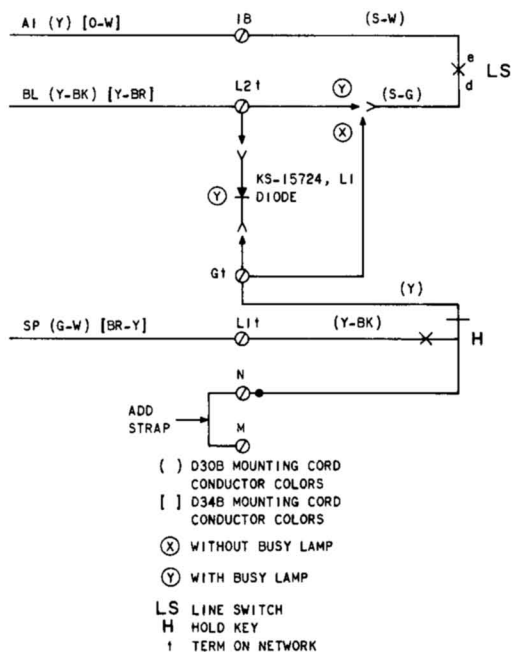 AI (Y) [O-W]
IB
(S-W)
e
LS
d
BL (Y-BK) [Y-BR]
L2†
Y
(S-G)
X
KS-15724, L1
DIODE
Y
G†
(Y)
SP (G-W) [BR-Y]
L1†
(Y-BK)
H
N
ADD
STRAP
M
( ) D30B MOUNTING CORD
CONDUCTOR COLORS
[ ] D34B MOUNTING CORD
CONDUCTOR COLORS
X WITHOUT BUSY LAMP
Y WITH BUSY LAMP
LS LINE SWITCH
H HOLD KEY
† TERM ON NETWORK